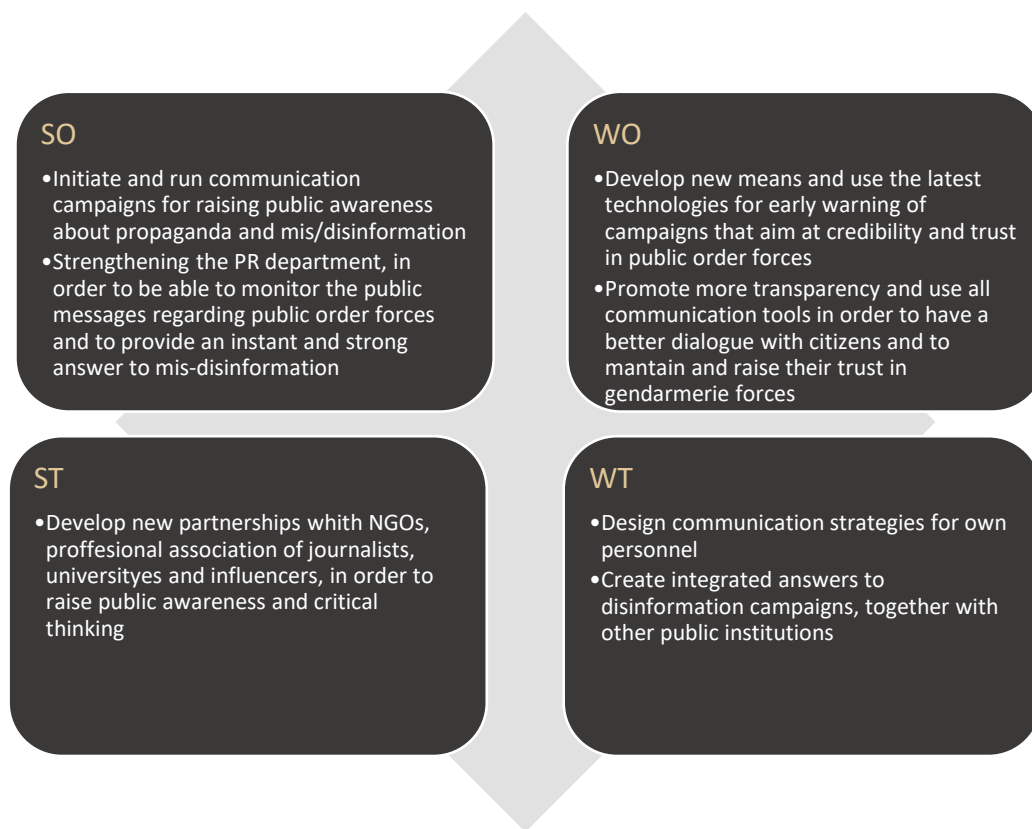 SO
•Initiate and run communication
campaigns for raising public awareness
about propaganda and mis/disinformation
•Strengthening the PR department, in
order to be able to monitor the public
messages regarding public order forces
and to provide an instant and strong
answer to mis-disinformation
WO
•Develop new means and use the latest
technologies for early warning of
campaigns that aim at credibility and trust
in public order forces
•Promote more transparency and use all
communication tools in order to have a
better dialogue with citizens and to
mantain and raise their trust in
gendarmerie forces
ST
•Develop new partnerships whith NGOs,
proffesional association of journalists,
universityes and influencers, in order to
raise public awareness and critical
thinking
WT
•Design communication strategies for own
personnel
•Create integrated answers to
disinformation campaigns, together with
other public institutions